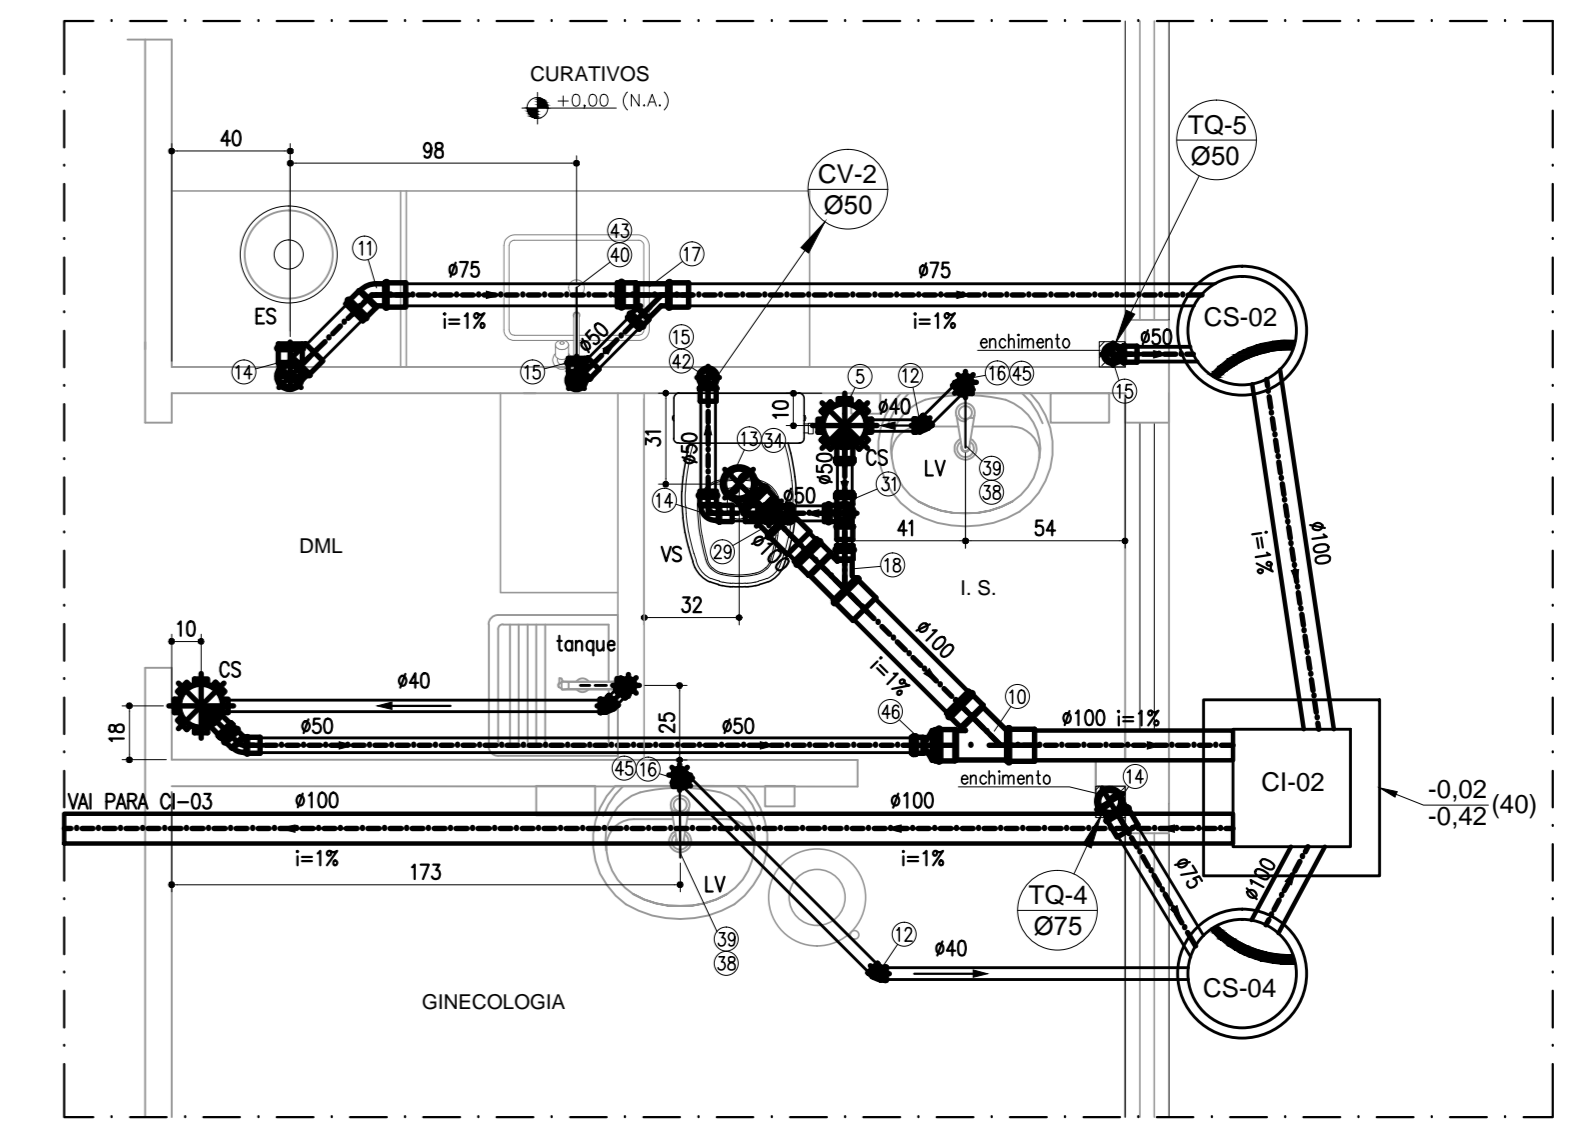 CURATIVOS
+0,00 (N.A.)
TQ-5
Ø50
40
98
CV-2
Ø50
43
40
17
11
ø75
ø75
ES
i=1%
i=1%
CS-02
ø50
15
42
enchimento
ø50
14
15
5
12
16
45
15
10
ø40
31
ø50
13
34
ø50
CS
LV
39
38
14
ø50
31
41
54
DML
VS
29
ø100
18
I. S.
i=1%
ø100
32
10
tanque
ø100
i=1%
CS
ø40
18
ø50
ø50
25
46
10
ø100 i=1%
45
16
enchimento
14
CI-02
-0,02
-0,42
(40)
VAI PARA CI-03
ø100
ø100
i=1%
i=1%
173
LV
TQ-4
Ø75
ø75
ø100
39
38
12
ø40
CS-04
GINECOLOGIA